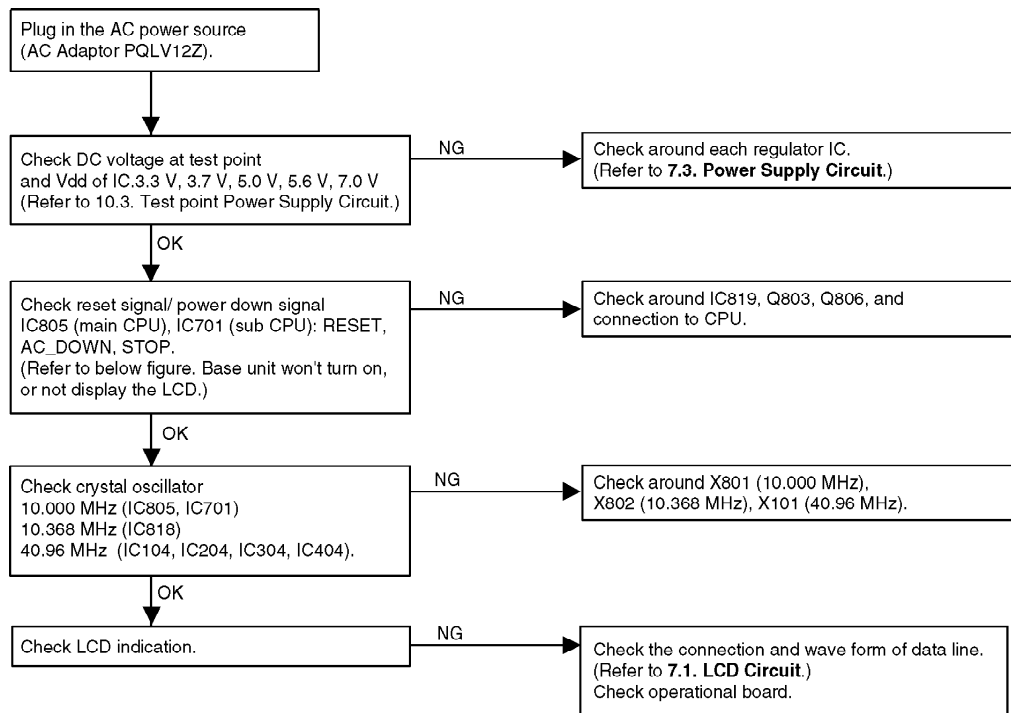 Plug in the AC power source
(AC Adaptor PQLV12Z).
Check DC voltage at test point
and Vdd of IC.3.3 V, 3.7 V, 5.0 V, 5.6 V, 7.0 V
(Refer to 10.3. Test point Power Supply Circuit.)
NG
Check around each regulator IC.
(Refer to 7.3. Power Supply Circuit.)
OK
Check reset signal/ power down signal
IC805 (main CPU), IC701 (sub CPU): RESET,
AC_DOWN, STOP.
(Refer to below figure. Base unit won't turn on,
or not display the LCD.)
NG
Check around IC819, Q803, Q806, and
connection to CPU.
OK
Check crystal oscillator
10.000 MHz (IC805, IC701)
10.368 MHz (IC818)
40.96 MHz (IC104, IC204, IC304, IC404).
NG
Check around X801 (10.000 MHz),
X802 (10.368 MHz), X101 (40.96 MHz).
OK
Check LCD indication.
NG
Check the connection and wave form of data line.
(Refer to 7.1. LCD Circuit.)
Check operational board.